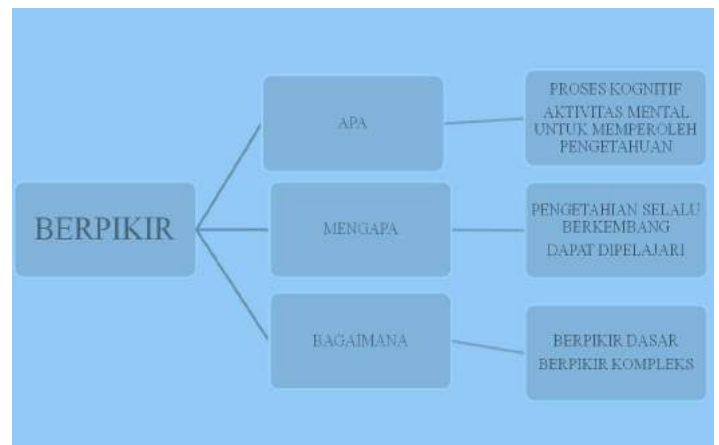 BERPIKIR
APA
PROSES KOGNITIF
AKTIVITAS MENTAL
UNTUK MEMPEROLEH
PENGETAHUAN
MENGAPA
PENGETAHIAN SELALU
BERKEMBANG
DAPAT DIPELAJARI
BAGAIMANA
BERPIKIR DASAR
BERPIKIR KOMPLEKS